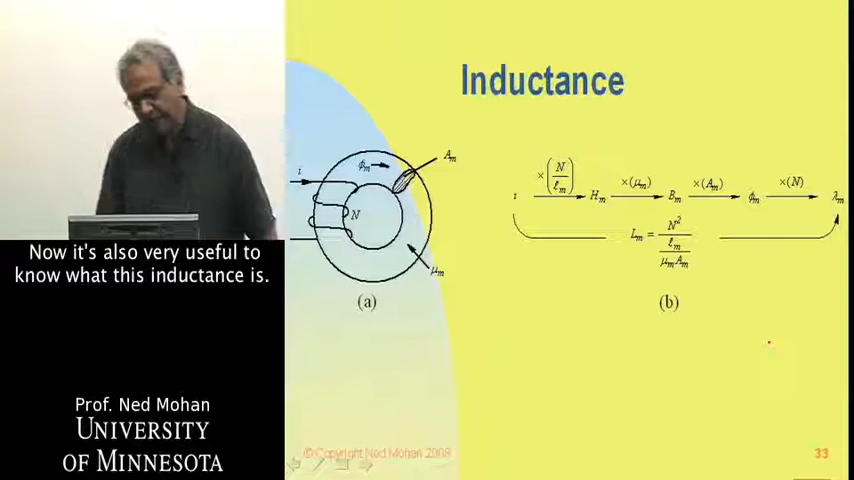 Inductance
i
ϕm
Am
N
μm
(a)
i ×(N/ℓm) Hm ×(μm) Bm ×(Am) ϕm ×(N) λm
Lm = N²/(ℓm/(μmAm))
(b)
Now it's also very useful to
know what this inductance is.
Prof. Ned Mohan
UNIVERSITY
OF MINNESOTA
© Copyright Ned Mohan 2008
33